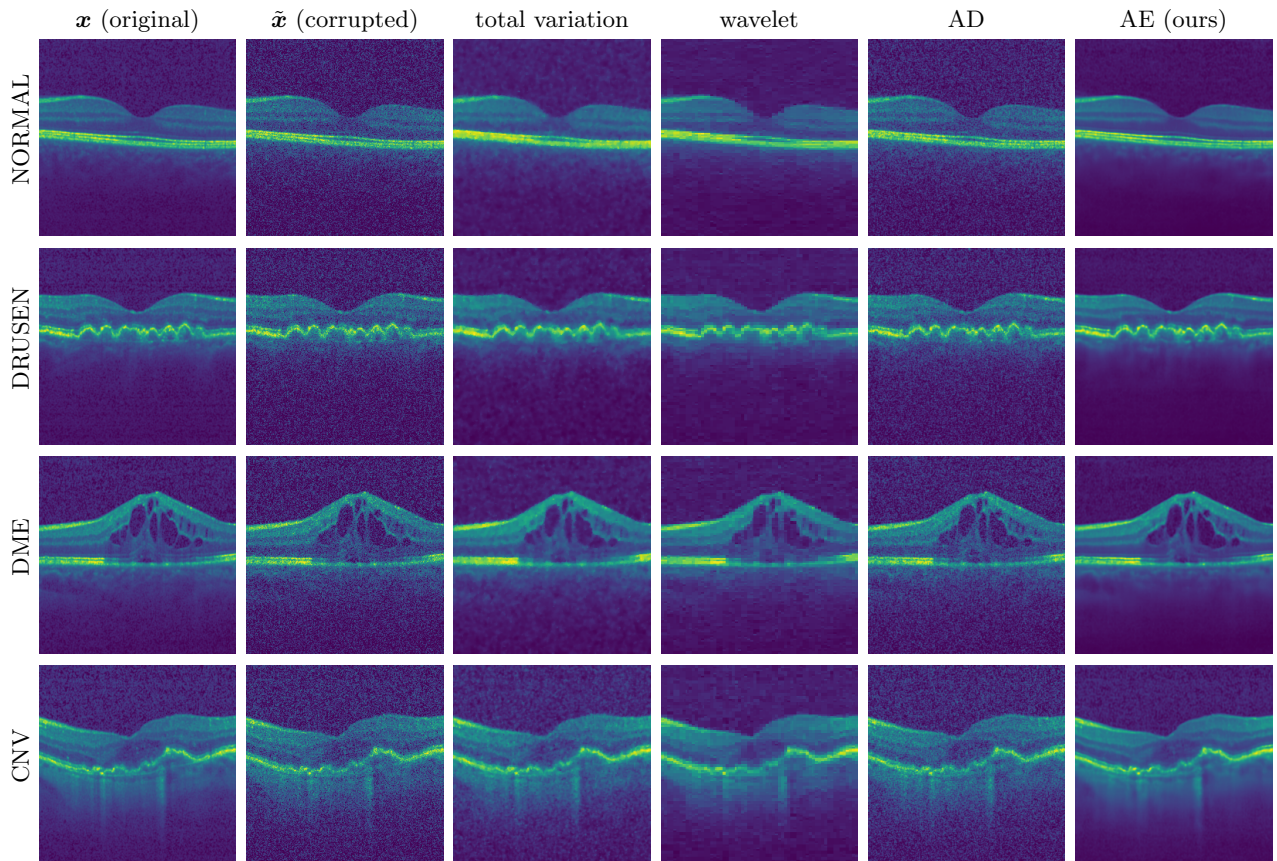 𝒙 (original) 𝒙̃ (corrupted) total variation wavelet AD AE (ours)
NORMAL
DRUSEN
DME
CNV